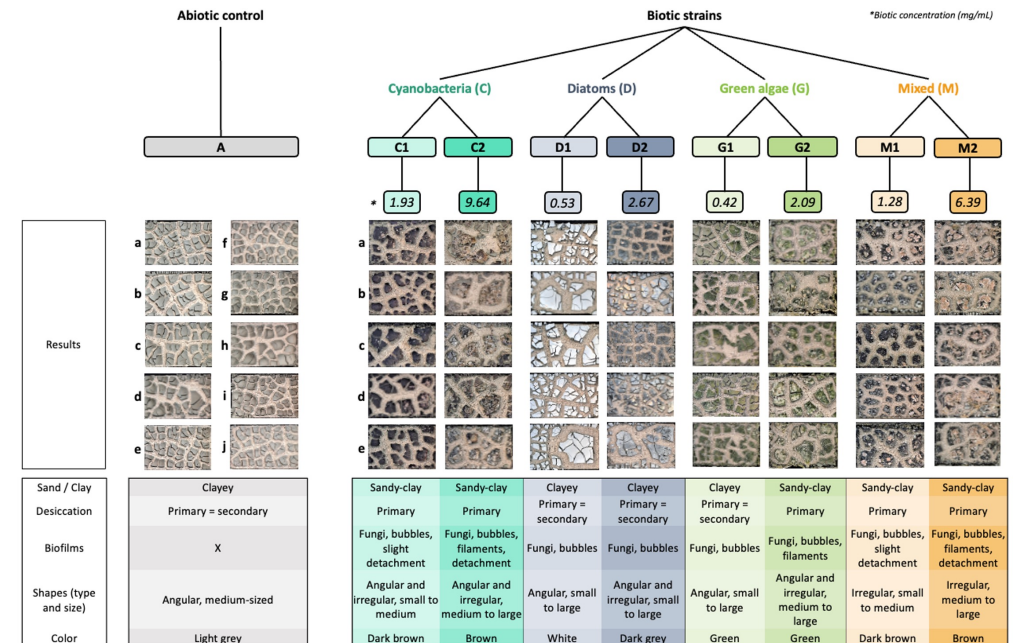 Abiotic control
Biotic strains
*Biotic concentration (mg/mL)
Cyanobacteria (C)
Diatoms (D)
Green algae (G)
Mixed (M)
A
C1
C2
D1
D2
G1
G2
M1
M2
*
1.93
9.64
0.53
2.67
0.42
2.09
1.28
6.39
Results
a
f
a
b
g
b
c
h
c
d
i
d
e
j
e
Sand / Clay
Clayey
Sandy-clay
Sandy-clay
Clayey
Clayey
Clayey
Sandy-clay
Sandy-clay
Sandy-clay
Desiccation
Primary = secondary
Primary
Primary
Primary =
secondary
Primary =
secondary
Primary =
secondary
Primary
Primary
Primary
Biofilms
X
Fungi, bubbles,
slight
detachment
Fungi, bubbles,
filaments,
detachment
Fungi, bubbles
Fungi, bubbles
Fungi, bubbles
Fungi, bubbles,
filaments
Fungi, bubbles,
slight
detachment
Fungi, bubbles,
filaments,
detachment
Shapes (type
and size)
Angular, medium-sized
Angular and
irregular, small to
medium
Angular and
irregular,
medium to large
Angular, small
to large
Angular and
irregular, small
to large
Angular, small
to large
Angular and
irregular,
medium to
large
Irregular, small
to medium
Irregular,
medium to
large
Color
Light grey
Dark brown
Brown
White
Dark grey
Green
Green
Dark brown
Brown